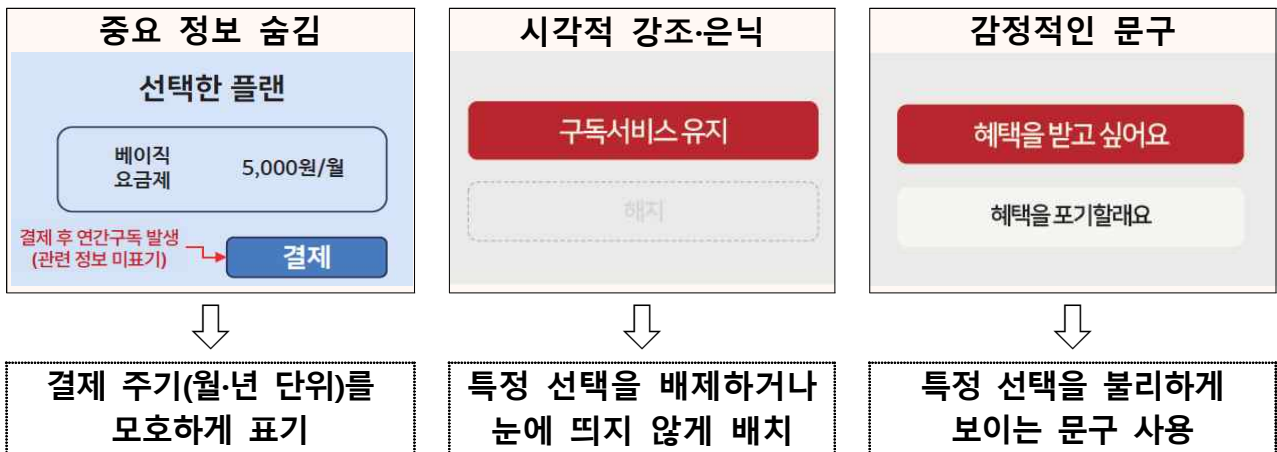 중요 정보 숨김
선택한 플랜
베이직
요금제
5,000원/월
결제 후 연간구독 발생
(관련 정보 미표기)
결제
결제 주기(월·년 단위)를
모호하게 표기
시각적 강조·은닉
구독서비스 유지
해지
특정 선택을 배제하거나
눈에 띄지 않게 배치
감정적인 문구
혜택을 받고 싶어요
혜택을 포기할래요
특정 선택을 불리하게
보이는 문구 사용